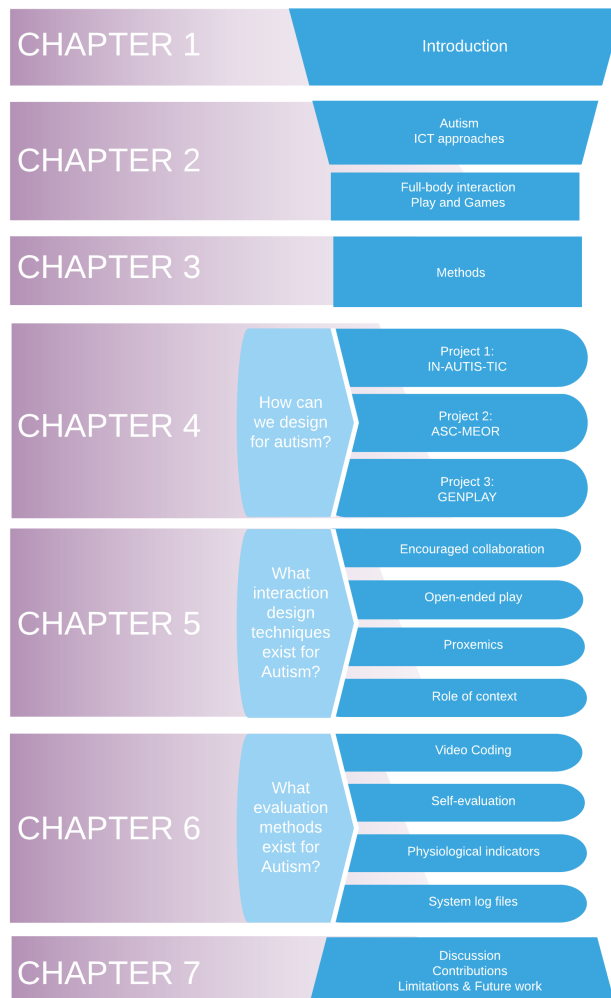 CHAPTER 1
Introduction
CHAPTER 2
Autism
ICT approaches
Full-body interaction
Play and Games
CHAPTER 3
Methods
CHAPTER 4
How can
we design
for autism?
Project 1:
IN-AUTIS-TIC
Project 2:
ASC-MEOR
Project 3:
GENPLAY
CHAPTER 5
What
interaction
design
techniques
exist for
Autism?
Encouraged collaboration
Open-ended play
Proxemics
Role of context
CHAPTER 6
What
evaluation
methods
exist for
Autism?
Video Coding
Self-evaluation
Physiological indicators
System log files
CHAPTER 7
Discussion
Contributions
Limitations & Future work